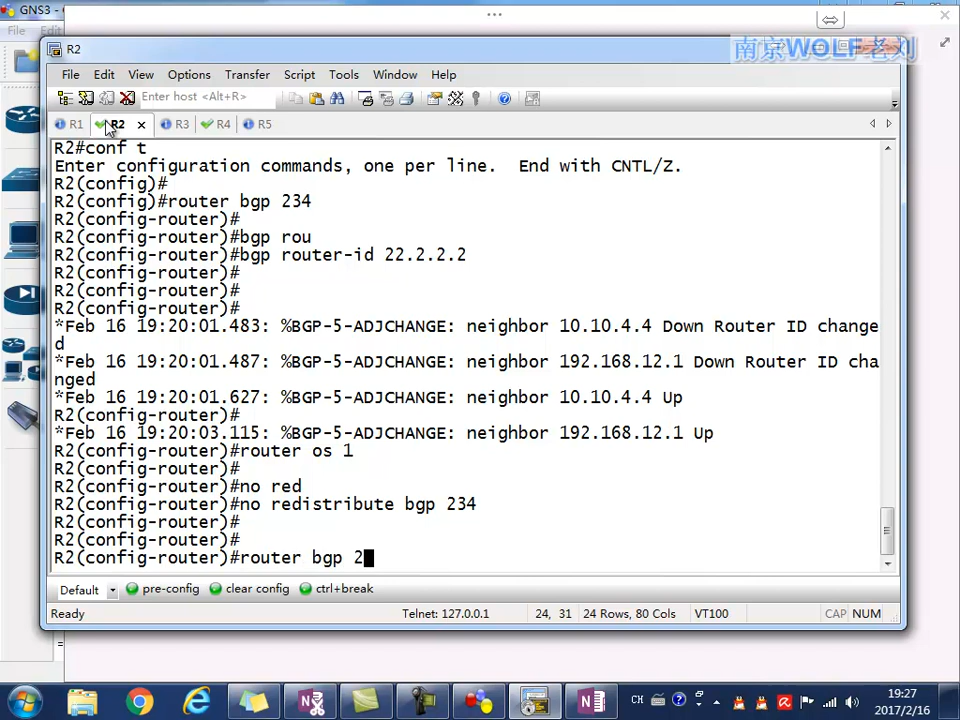 GNS3 -
File Ed
南京WOLF老刘
R2
File Edit View Options Transfer Script Tools Window Help
Enter host <Alt+R>
R1 R2 R3 R4 R5
R2#conf t
Enter configuration commands, one per line.  End with CNTL/Z.
R2(config)#
R2(config)#router bgp 234
R2(config-router)#
R2(config-router)#bgp rou
R2(config-router)#bgp router-id 22.2.2.2
R2(config-router)#
R2(config-router)#
R2(config-router)#
*Feb 16 19:20:01.483: %BGP-5-ADJCHANGE: neighbor 10.10.4.4 Down Router ID change
d
*Feb 16 19:20:01.487: %BGP-5-ADJCHANGE: neighbor 192.168.12.1 Down Router ID cha
nged
*Feb 16 19:20:01.627: %BGP-5-ADJCHANGE: neighbor 10.10.4.4 Up
R2(config-router)#
*Feb 16 19:20:03.115: %BGP-5-ADJCHANGE: neighbor 192.168.12.1 Up
R2(config-router)#router os 1
R2(config-router)#
R2(config-router)#no red
R2(config-router)#no redistribute bgp 234
R2(config-router)#
R2(config-router)#
R2(config-router)#router bgp 2
Default pre-config clear config ctrl+break
Ready Telnet: 127.0.0.1 24, 31 24 Rows, 80 Cols VT100 CAP NUM
CH 19:27
2017/2/16